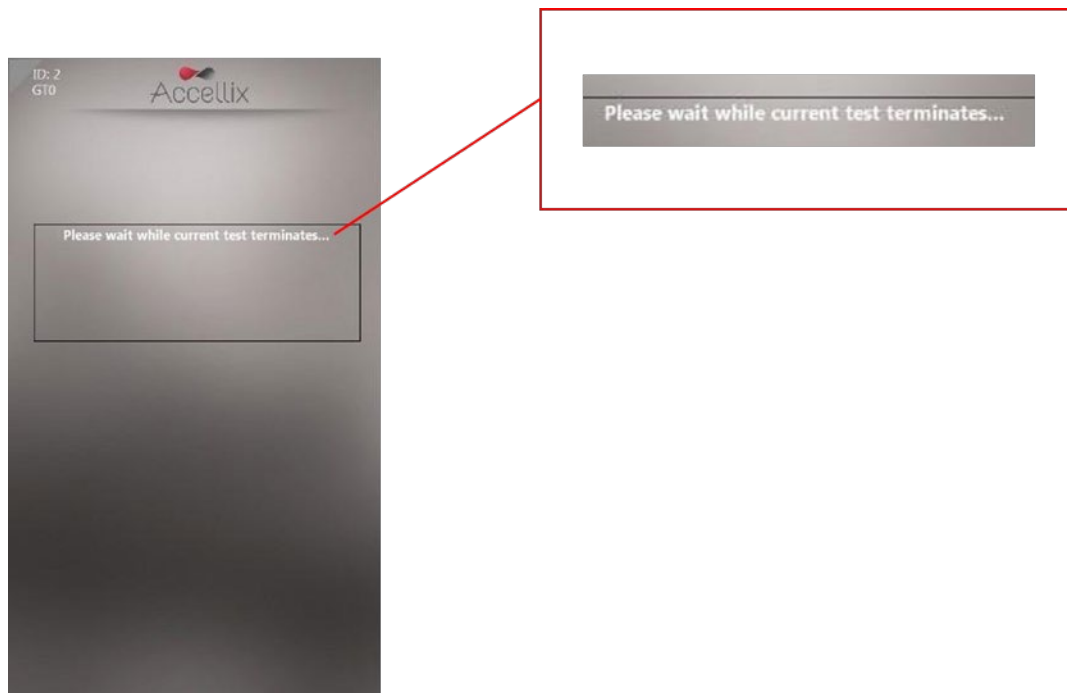 ID: 2
GT0
Accellix
Please wait while current test terminates...
Please wait while current test terminates...